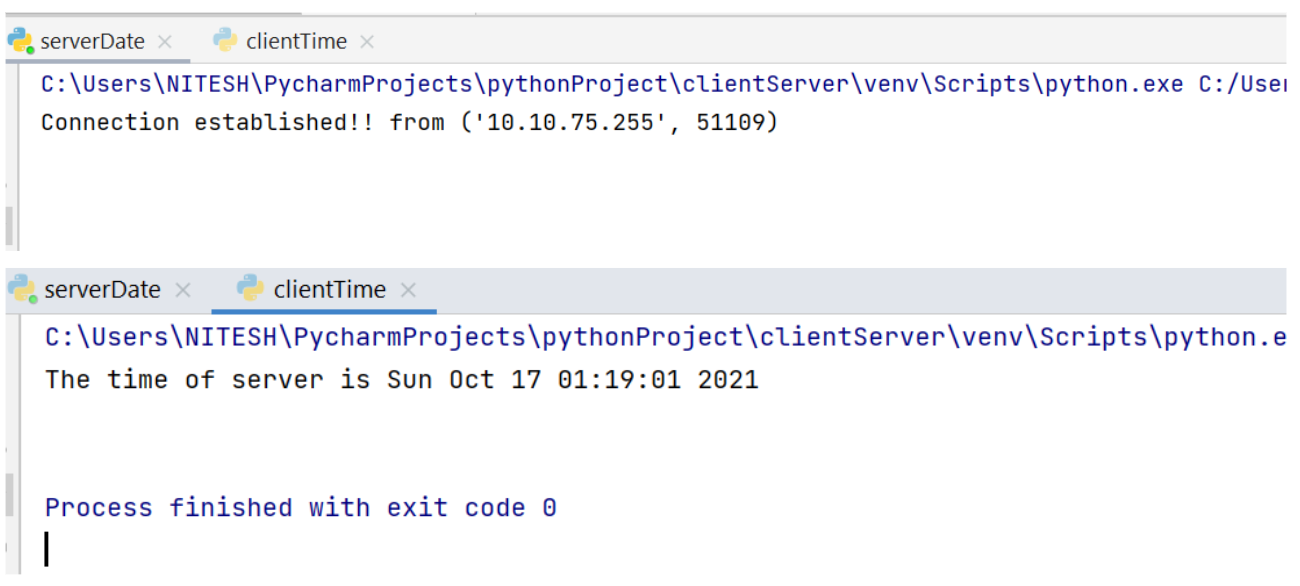 serverDate clientTime
C:\Users\NITESH\PycharmProjects\pythonProject\clientServer\venv\Scripts\python.exe C:/User
Connection established!! from ('10.10.75.255', 51109)
serverDate clientTime
C:\Users\NITESH\PycharmProjects\pythonProject\clientServer\venv\Scripts\python.e
The time of server is Sun Oct 17 01:19:01 2021
Process finished with exit code 0